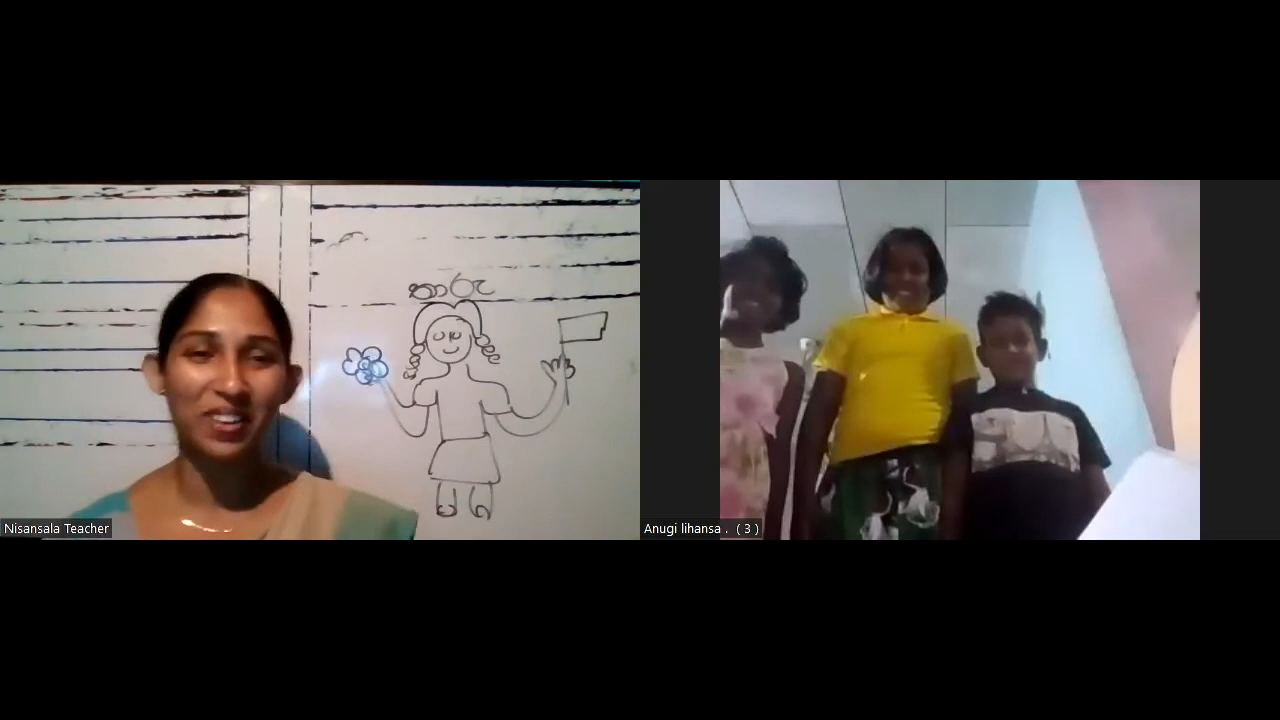 තාරු
Nisansala Teacher
Anugi lihansa . ( 3 )